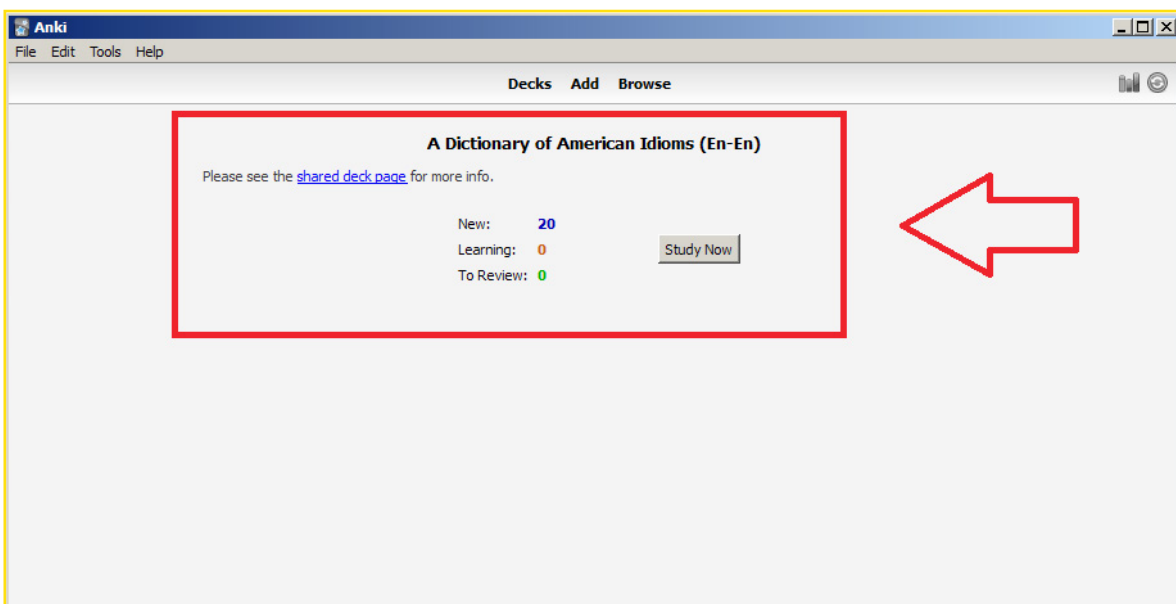 Anki
File Edit Tools Help
Decks Add Browse
A Dictionary of American Idioms (En-En)
Please see the shared deck page for more info.
New: 20
Learning: 0 Study Now
To Review: 0